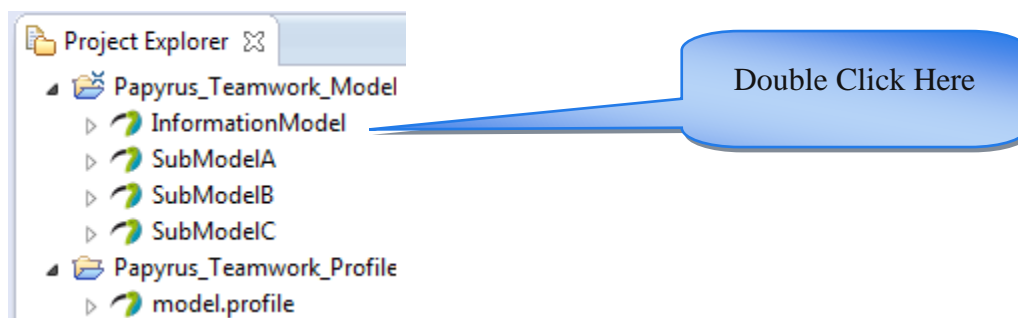 Project Explorer
Papyrus_Teamwork_Model
InformationModel
SubModelA
SubModelB
SubModelC
Papyrus_Teamwork_Profile
model.profile
Double Click Here